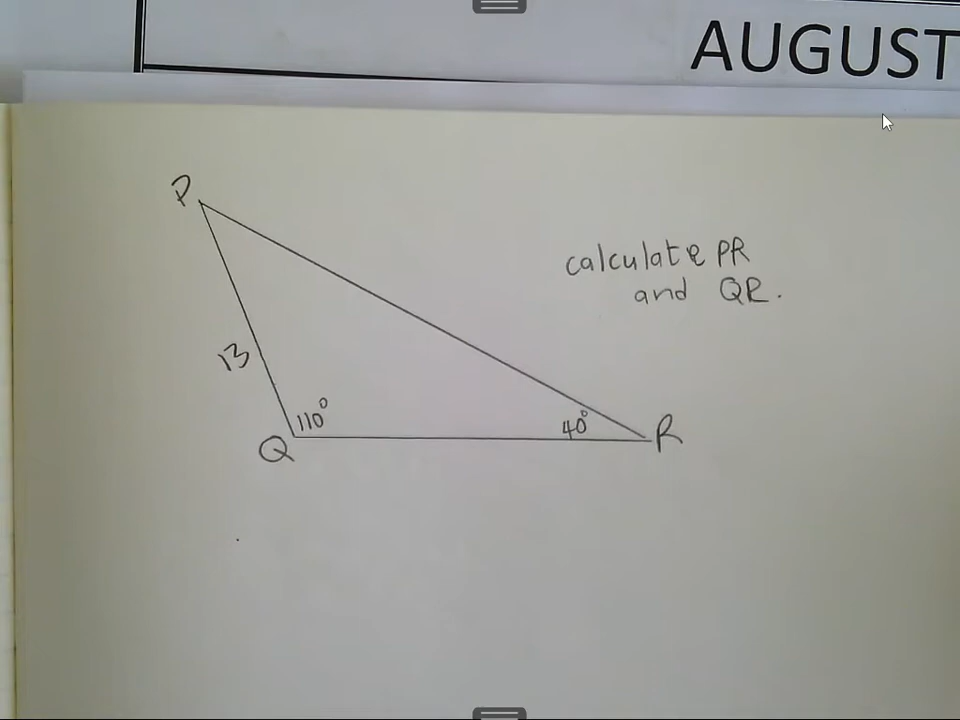 AUGUST
P
calculate PR
and QR.
13
110°
40°
Q
R